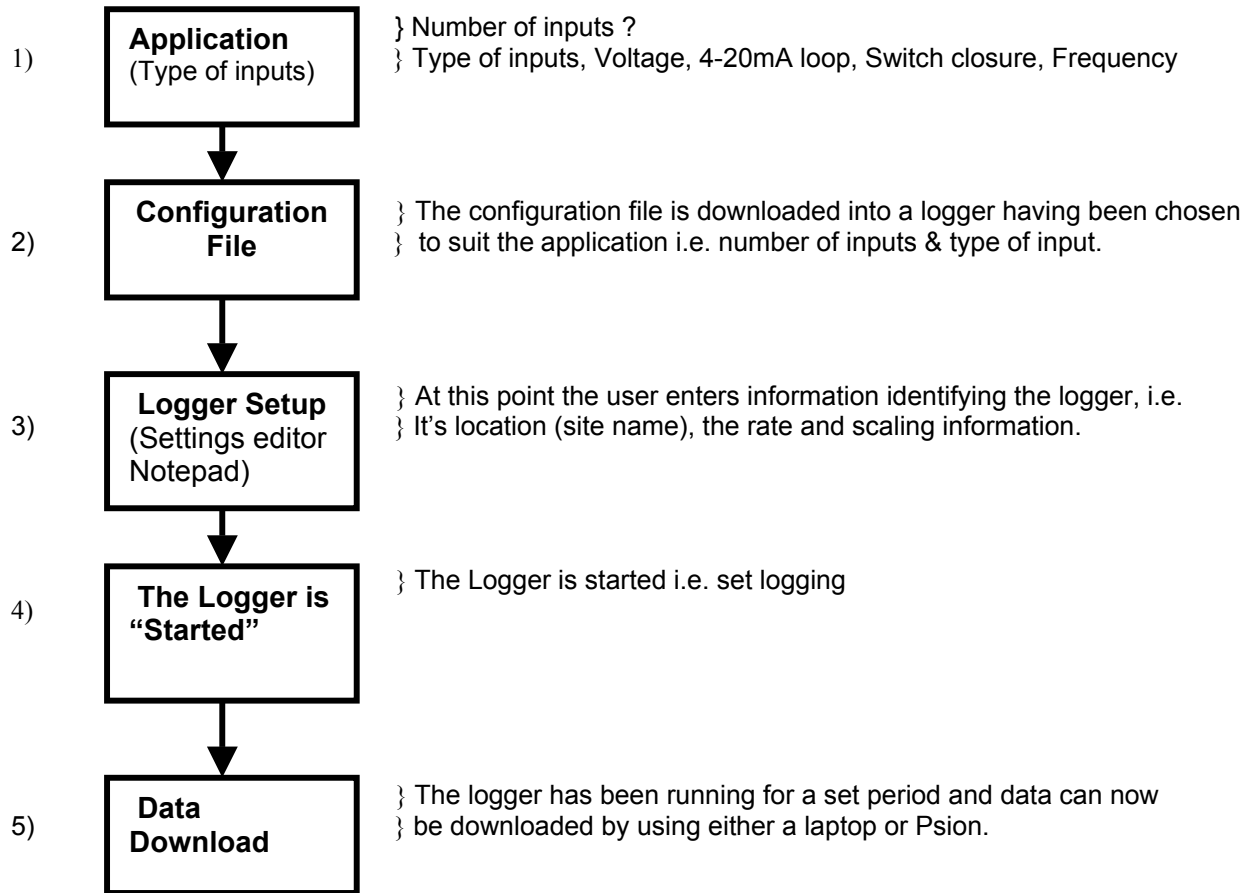 1)
Application
(Type of inputs)
} Number of inputs ?
} Type of inputs, Voltage, 4-20mA loop, Switch closure, Frequency
2)
Configuration
File
} The configuration file is downloaded into a logger having been chosen
} to suit the application i.e. number of inputs & type of input.
3)
Logger Setup
(Settings editor
Notepad)
} At this point the user enters information identifying the logger, i.e.
} It’s location (site name), the rate and scaling information.
4)
The Logger is
“Started”
} The Logger is started i.e. set logging
5)
Data
Download
} The logger has been running for a set period and data can now
} be downloaded by using either a laptop or Psion.